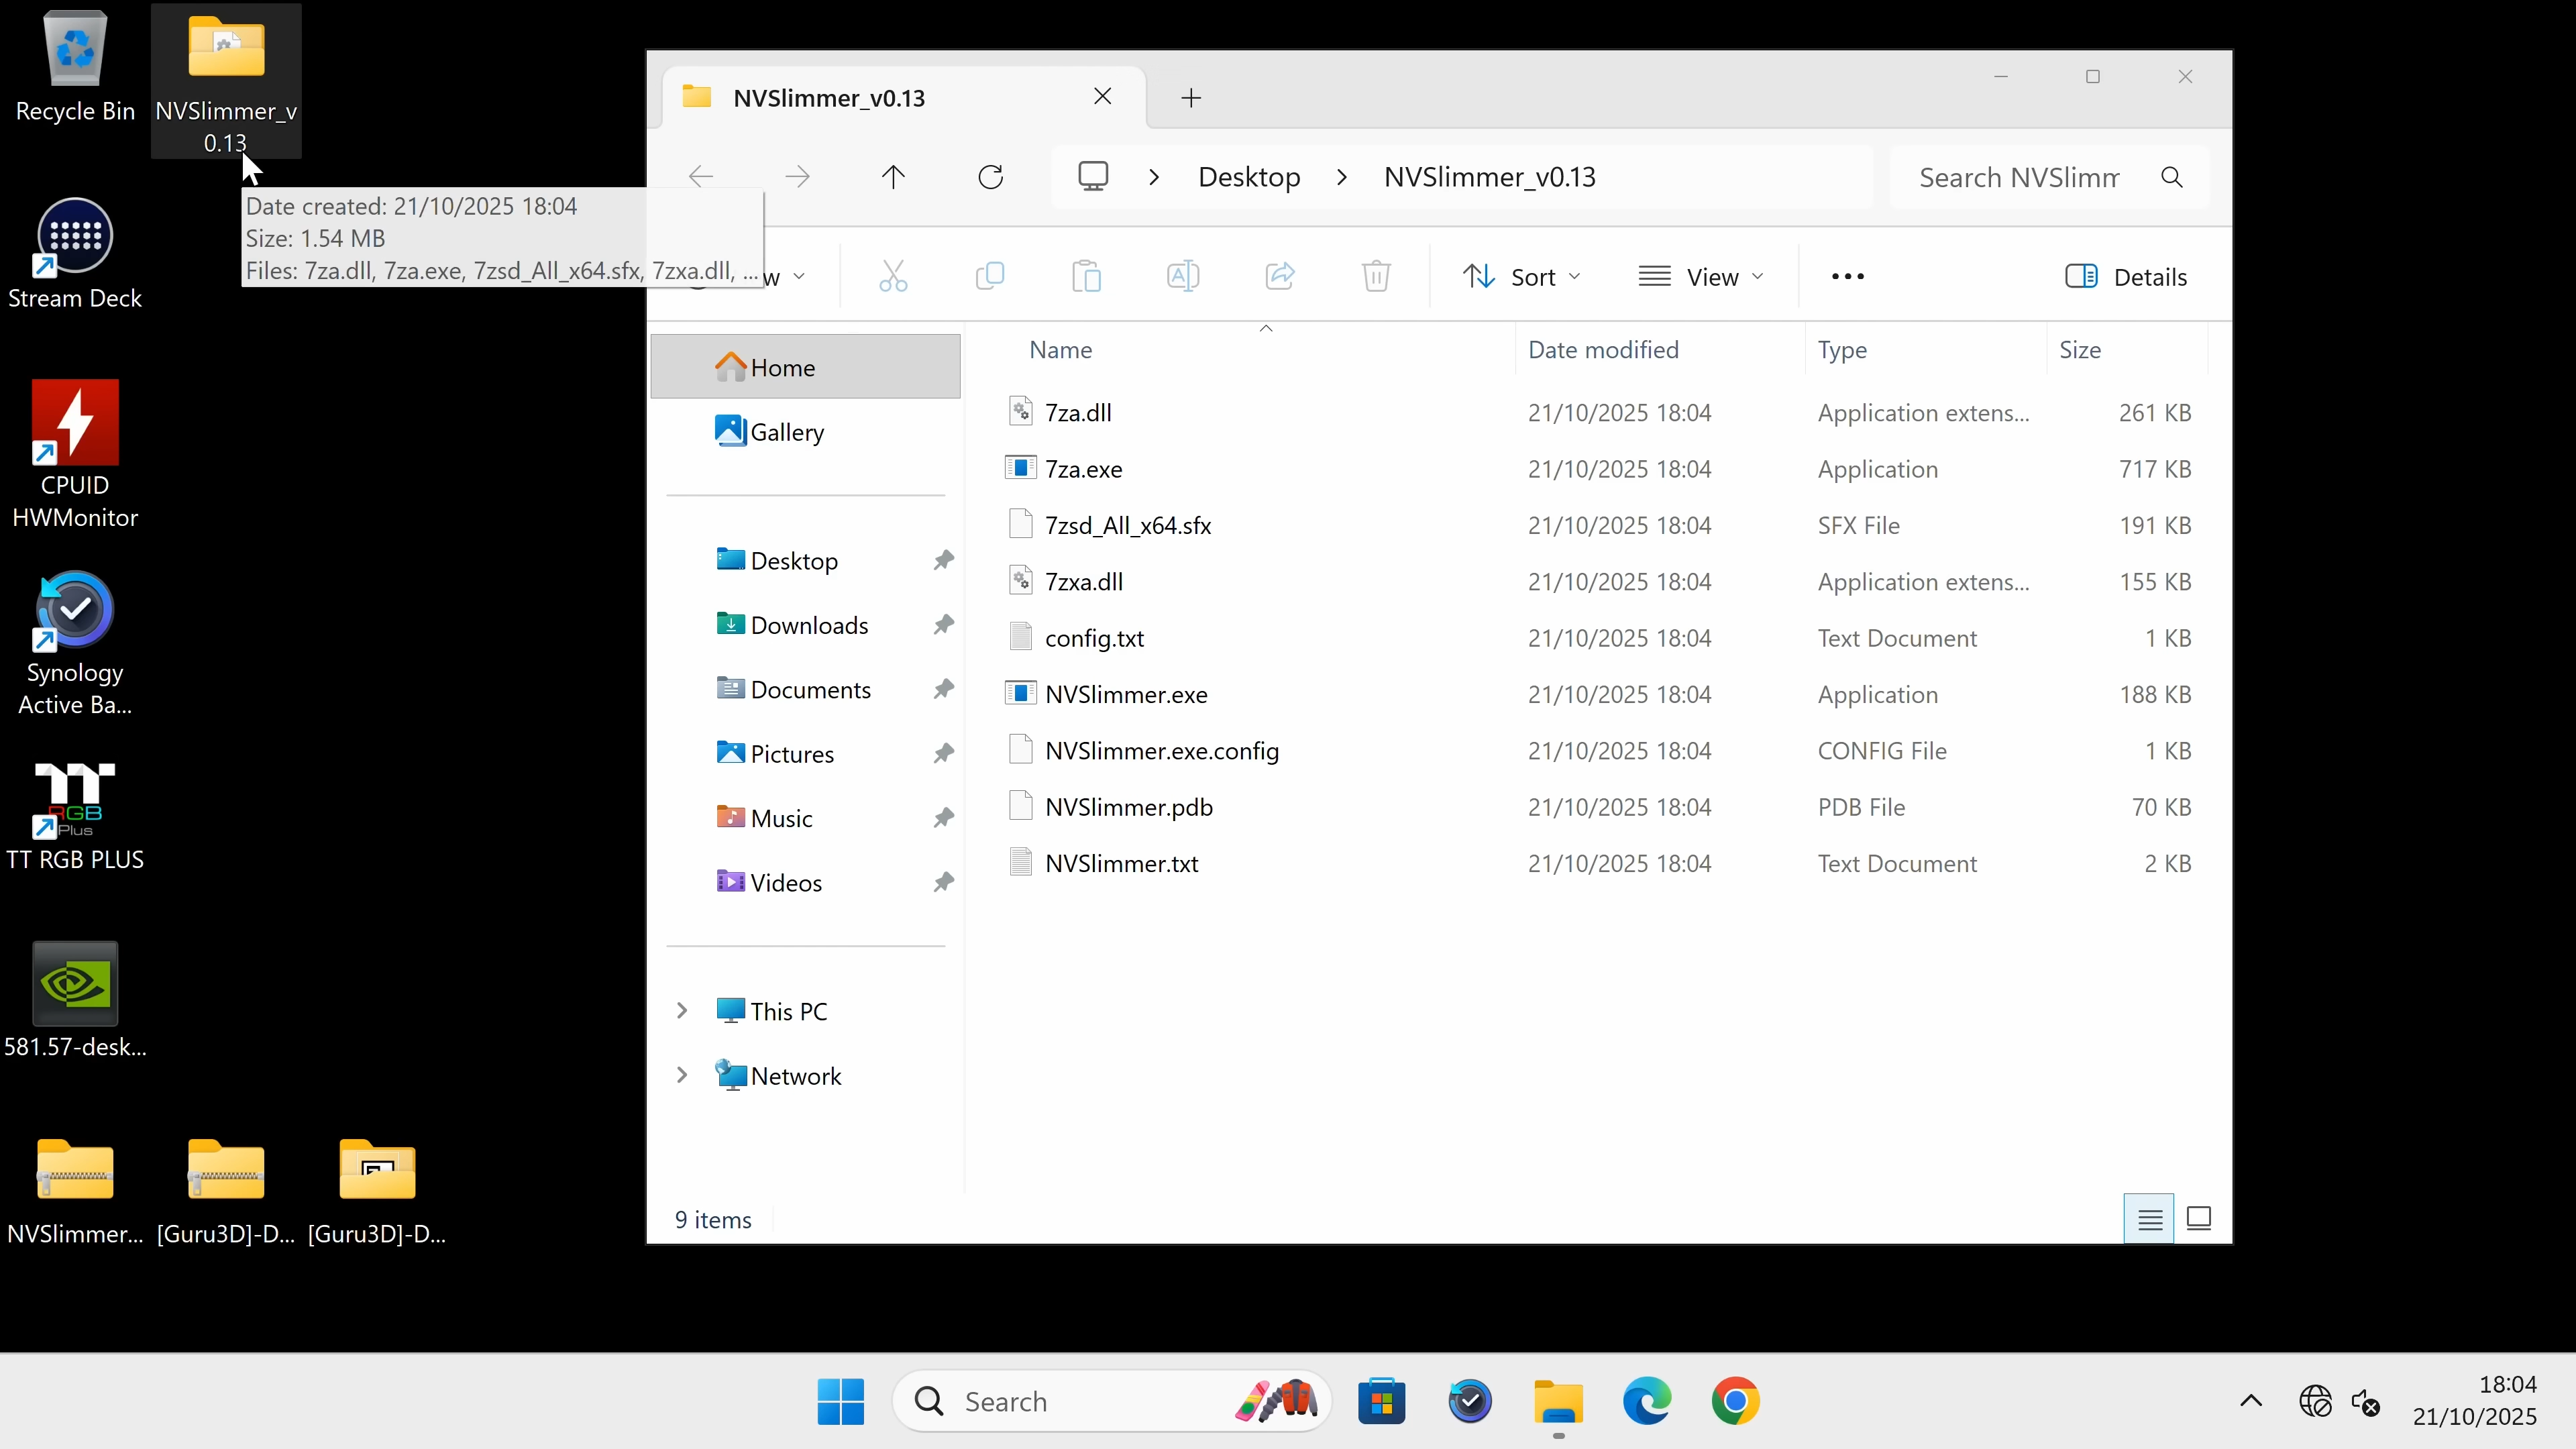 Recycle Bin
NVSlimmer_v
0.13
Date created: 21/10/2025 18:04
Size: 1.54 MB
Files: 7za.dll, 7za.exe, 7zsd_All_x64.sfx, 7zxa.dll, ...
Stream Deck
CPUID
HWMonitor
Synology
Active Ba...
RGB
Plus
TT RGB PLUS
581.57-desk...
NVSlimmer...
[Guru3D]-D...
[Guru3D]-D...
NVSlimmer_v0.13
Desktop
NVSlimmer_v0.13
Search NVSlimr
w
Sort
View
Details
Home
Gallery
Desktop
Downloads
Documents
Pictures
Music
Videos
This PC
Network
Name Date modified Type Size
7za.dll 21/10/2025 18:04 Application extens... 261 KB
7za.exe 21/10/2025 18:04 Application 717 KB
7zsd_All_x64.sfx 21/10/2025 18:04 SFX File 191 KB
7zxa.dll 21/10/2025 18:04 Application extens... 155 KB
config.txt 21/10/2025 18:04 Text Document 1 KB
NVSlimmer.exe 21/10/2025 18:04 Application 188 KB
NVSlimmer.exe.config 21/10/2025 18:04 CONFIG File 1 KB
NVSlimmer.pdb 21/10/2025 18:04 PDB File 70 KB
NVSlimmer.txt 21/10/2025 18:04 Text Document 2 KB
9 items
Search
18:04
21/10/2025